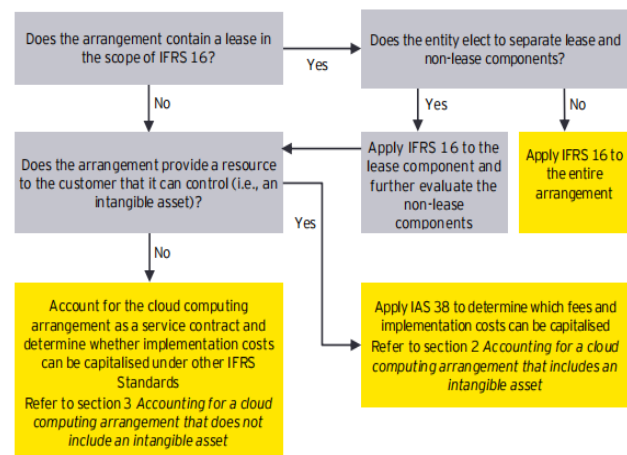 Does the arrangement contain a lease in
the scope of IFRS 16?
Yes
Does the entity elect to separate lease and
non-lease components?
No
Yes
No
Does the arrangement provide a resource
to the customer that it can control (i.e., an
intangible asset)?
Apply IFRS 16 to the
lease component and
further evaluate the
non-lease
components
Apply IFRS 16 to
the entire
arrangement
Yes
No
Account for the cloud computing
arrangement as a service contract and
determine whether implementation costs
can be capitalised under other IFRS
Standards
Refer to section 3 Accounting for a cloud
computing arrangement that does not
include an intangible asset
Apply IAS 38 to determine which fees and
implementation costs can be capitalised
Refer to section 2 Accounting for a cloud
computing arrangement that includes an
intangible asset